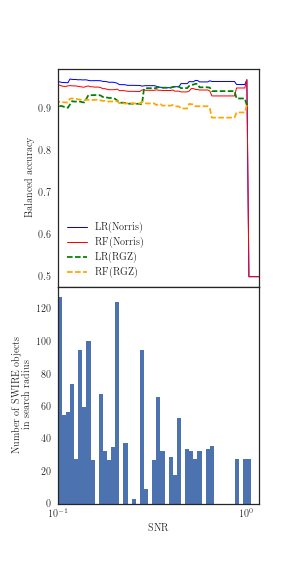 0.9
0.8
0.7
0.6
0.5
Balanced accuracy
LR(Norris)
RF(Norris)
LR(RGZ)
RF(RGZ)
120
100
80
60
40
20
0
Number of SWIRE objects
in search radius
10⁻¹
10⁰
SNR